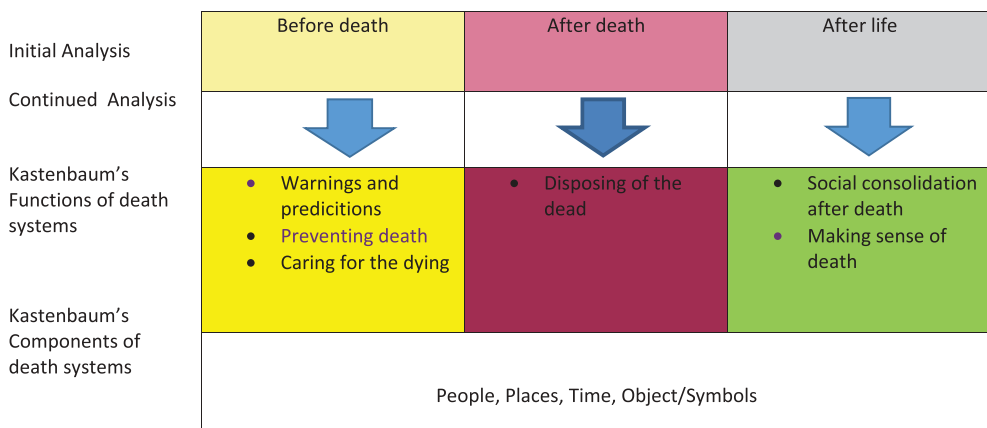 Before death
After death
After life
Initial Analysis
Continued  Analysis
Kastenbaum’s
Functions of death
systems
• Warnings and
predicitions
• Preventing death
• Caring for the dying
• Disposing of the
dead
• Social consolidation
after death
• Making sense of
death
Kastenbaum’s
Components of
death systems
People, Places, Time, Object/Symbols